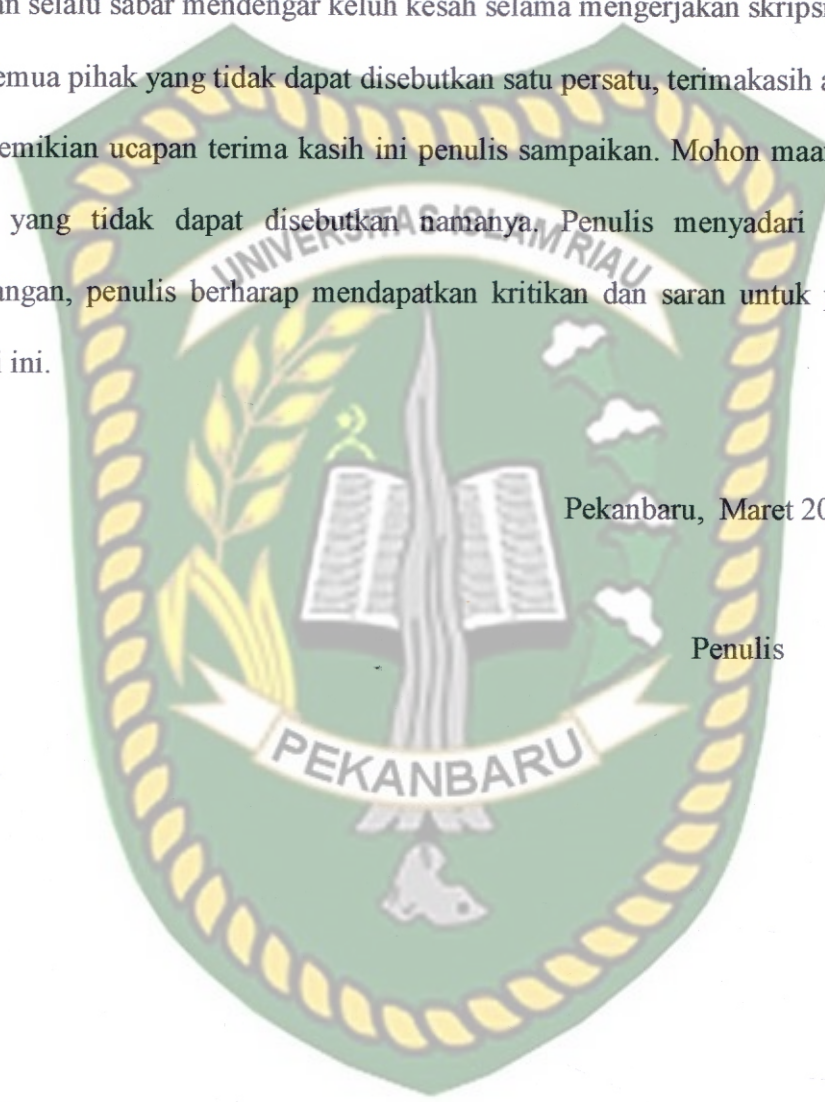 an selalu sabar mendengar keluh kesah selama mengerjakan skripsi
emua pihak yang tidak dapat disebutkan satu persatu, terimakasih a
emikian ucapan terima kasih ini penulis sampaikan. Mohon maa
yang tidak dapat disebutkan namanya. Penulis menyadari
angan, penulis berharap mendapatkan kritikan dan saran untuk
i ini.
UNIVERSITAS ISLAM RIAU
Pekanbaru, Maret 20
Penulis
PEKANBARU